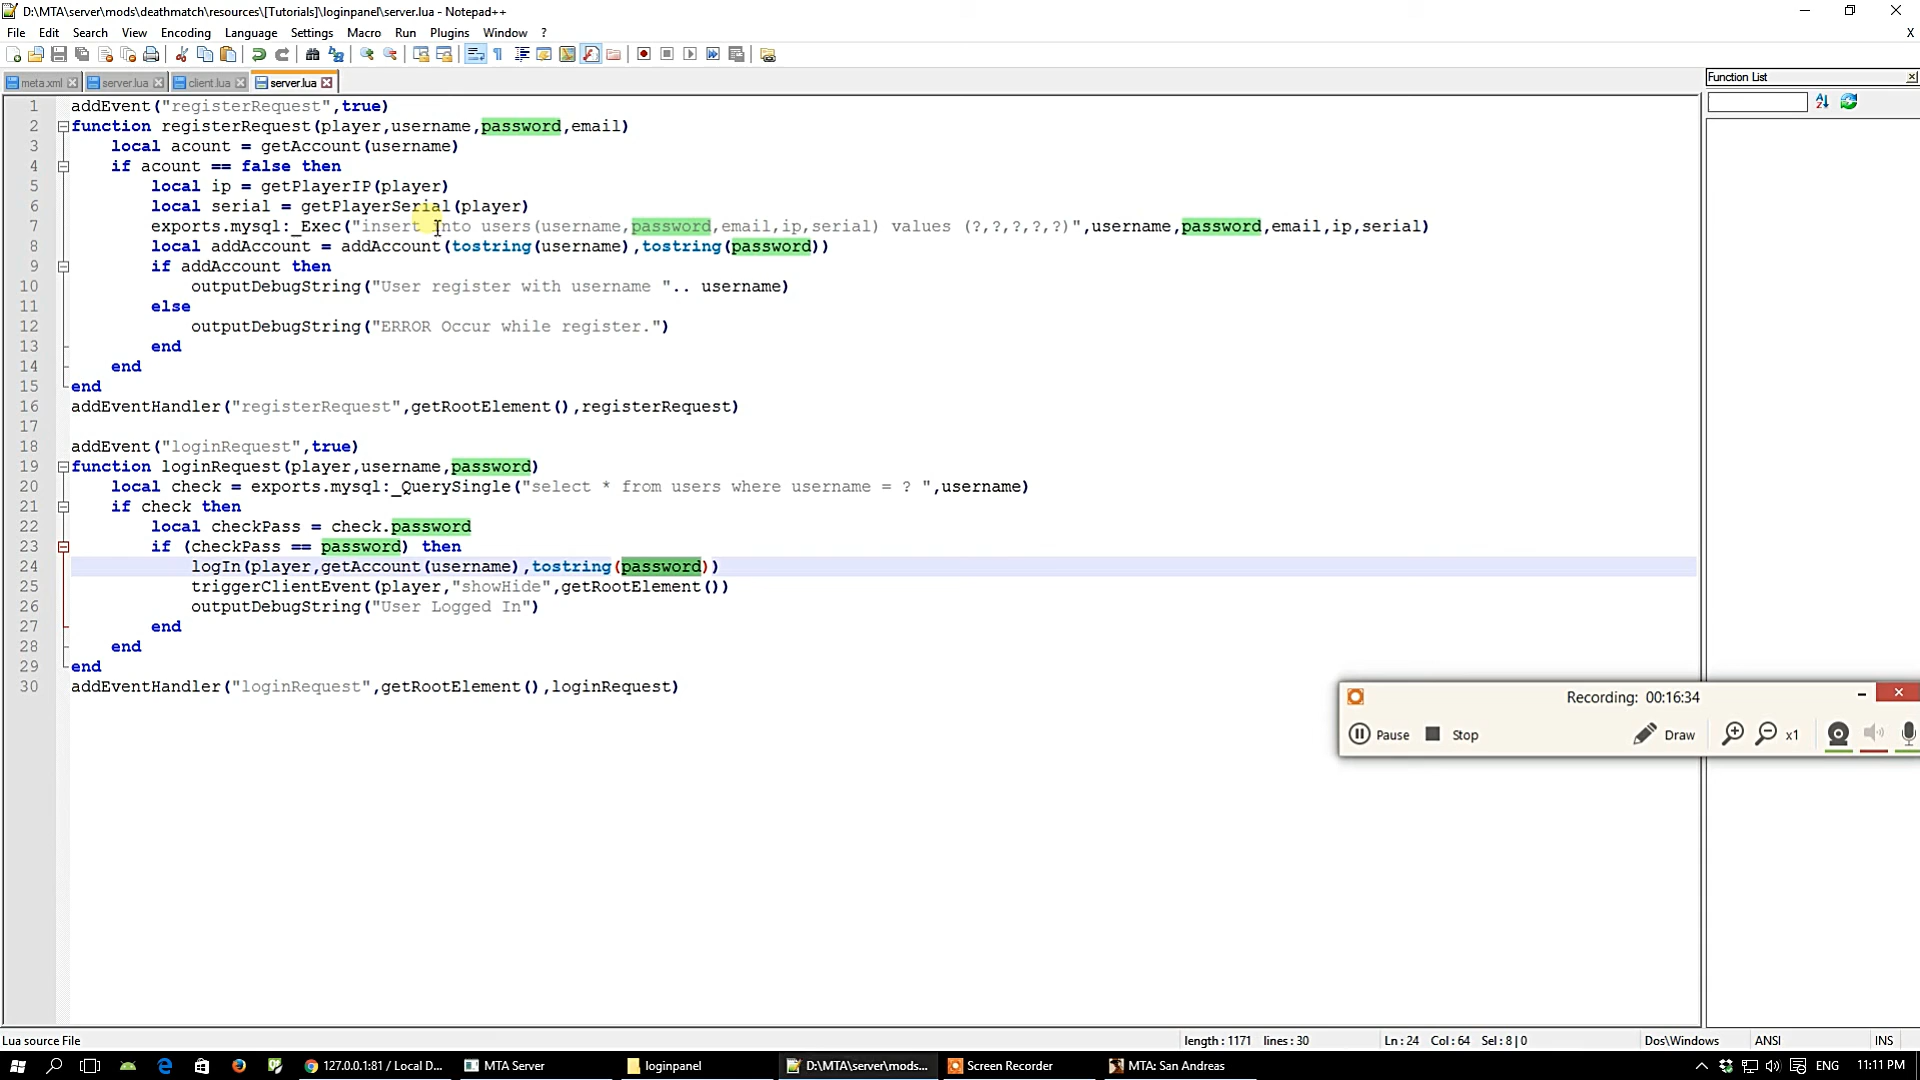 D:\MTA\server\mods\deathmatch\resources\[Tutorials]\loginpanel\server.lua - Notepad++
File Edit Search View Encoding Language Settings Macro Run Plugins Window ? X
meta.xml server.lua client.lua server.lua
Function List
1 addEvent("registerRequest",true)
2 function registerRequest(player,username,password,email)
3 local acount = getAccount(username)
4 if acount == false then
5 local ip = getPlayerIP(player)
6 local serial = getPlayerSerial(player)
7 exports.mysql:_Exec("insert into users(username,password,email,ip,serial) values (?,?,?,?,?)",username,password,email,ip,serial)
8 local addAccount = addAccount(tostring(username),tostring(password))
9 if addAccount then
10 outputDebugString("User register with username ".. username)
11 else
12 outputDebugString("ERROR Occur while register.")
13 end
14 end
15 end
16 addEventHandler("registerRequest",getRootElement(),registerRequest)
17
18 addEvent("loginRequest",true)
19 function loginRequest(player,username,password)
20 local check = exports.mysql:_QuerySingle("select * from users where username = ? ",username)
21 if check then
22 local checkPass = check.password
23 if (checkPass == password) then
24 logIn(player,getAccount(username),tostring(password))
25 triggerClientEvent(player,"showHide",getRootElement())
26 outputDebugString("User Logged In")
27 end
28 end
29 end
30 addEventHandler("loginRequest",getRootElement(),loginRequest)
Recording: 00:16:34
Pause Stop Draw x1
Lua source File length : 1171 lines : 30 Ln : 24 Col : 64 Sel : 8 | 0 Dos\Windows ANSI INS
127.0.0.1:81 / Local D... MTA Server loginpanel D:\MTA\server\mods... Screen Recorder MTA: San Andreas ENG 11:11 PM